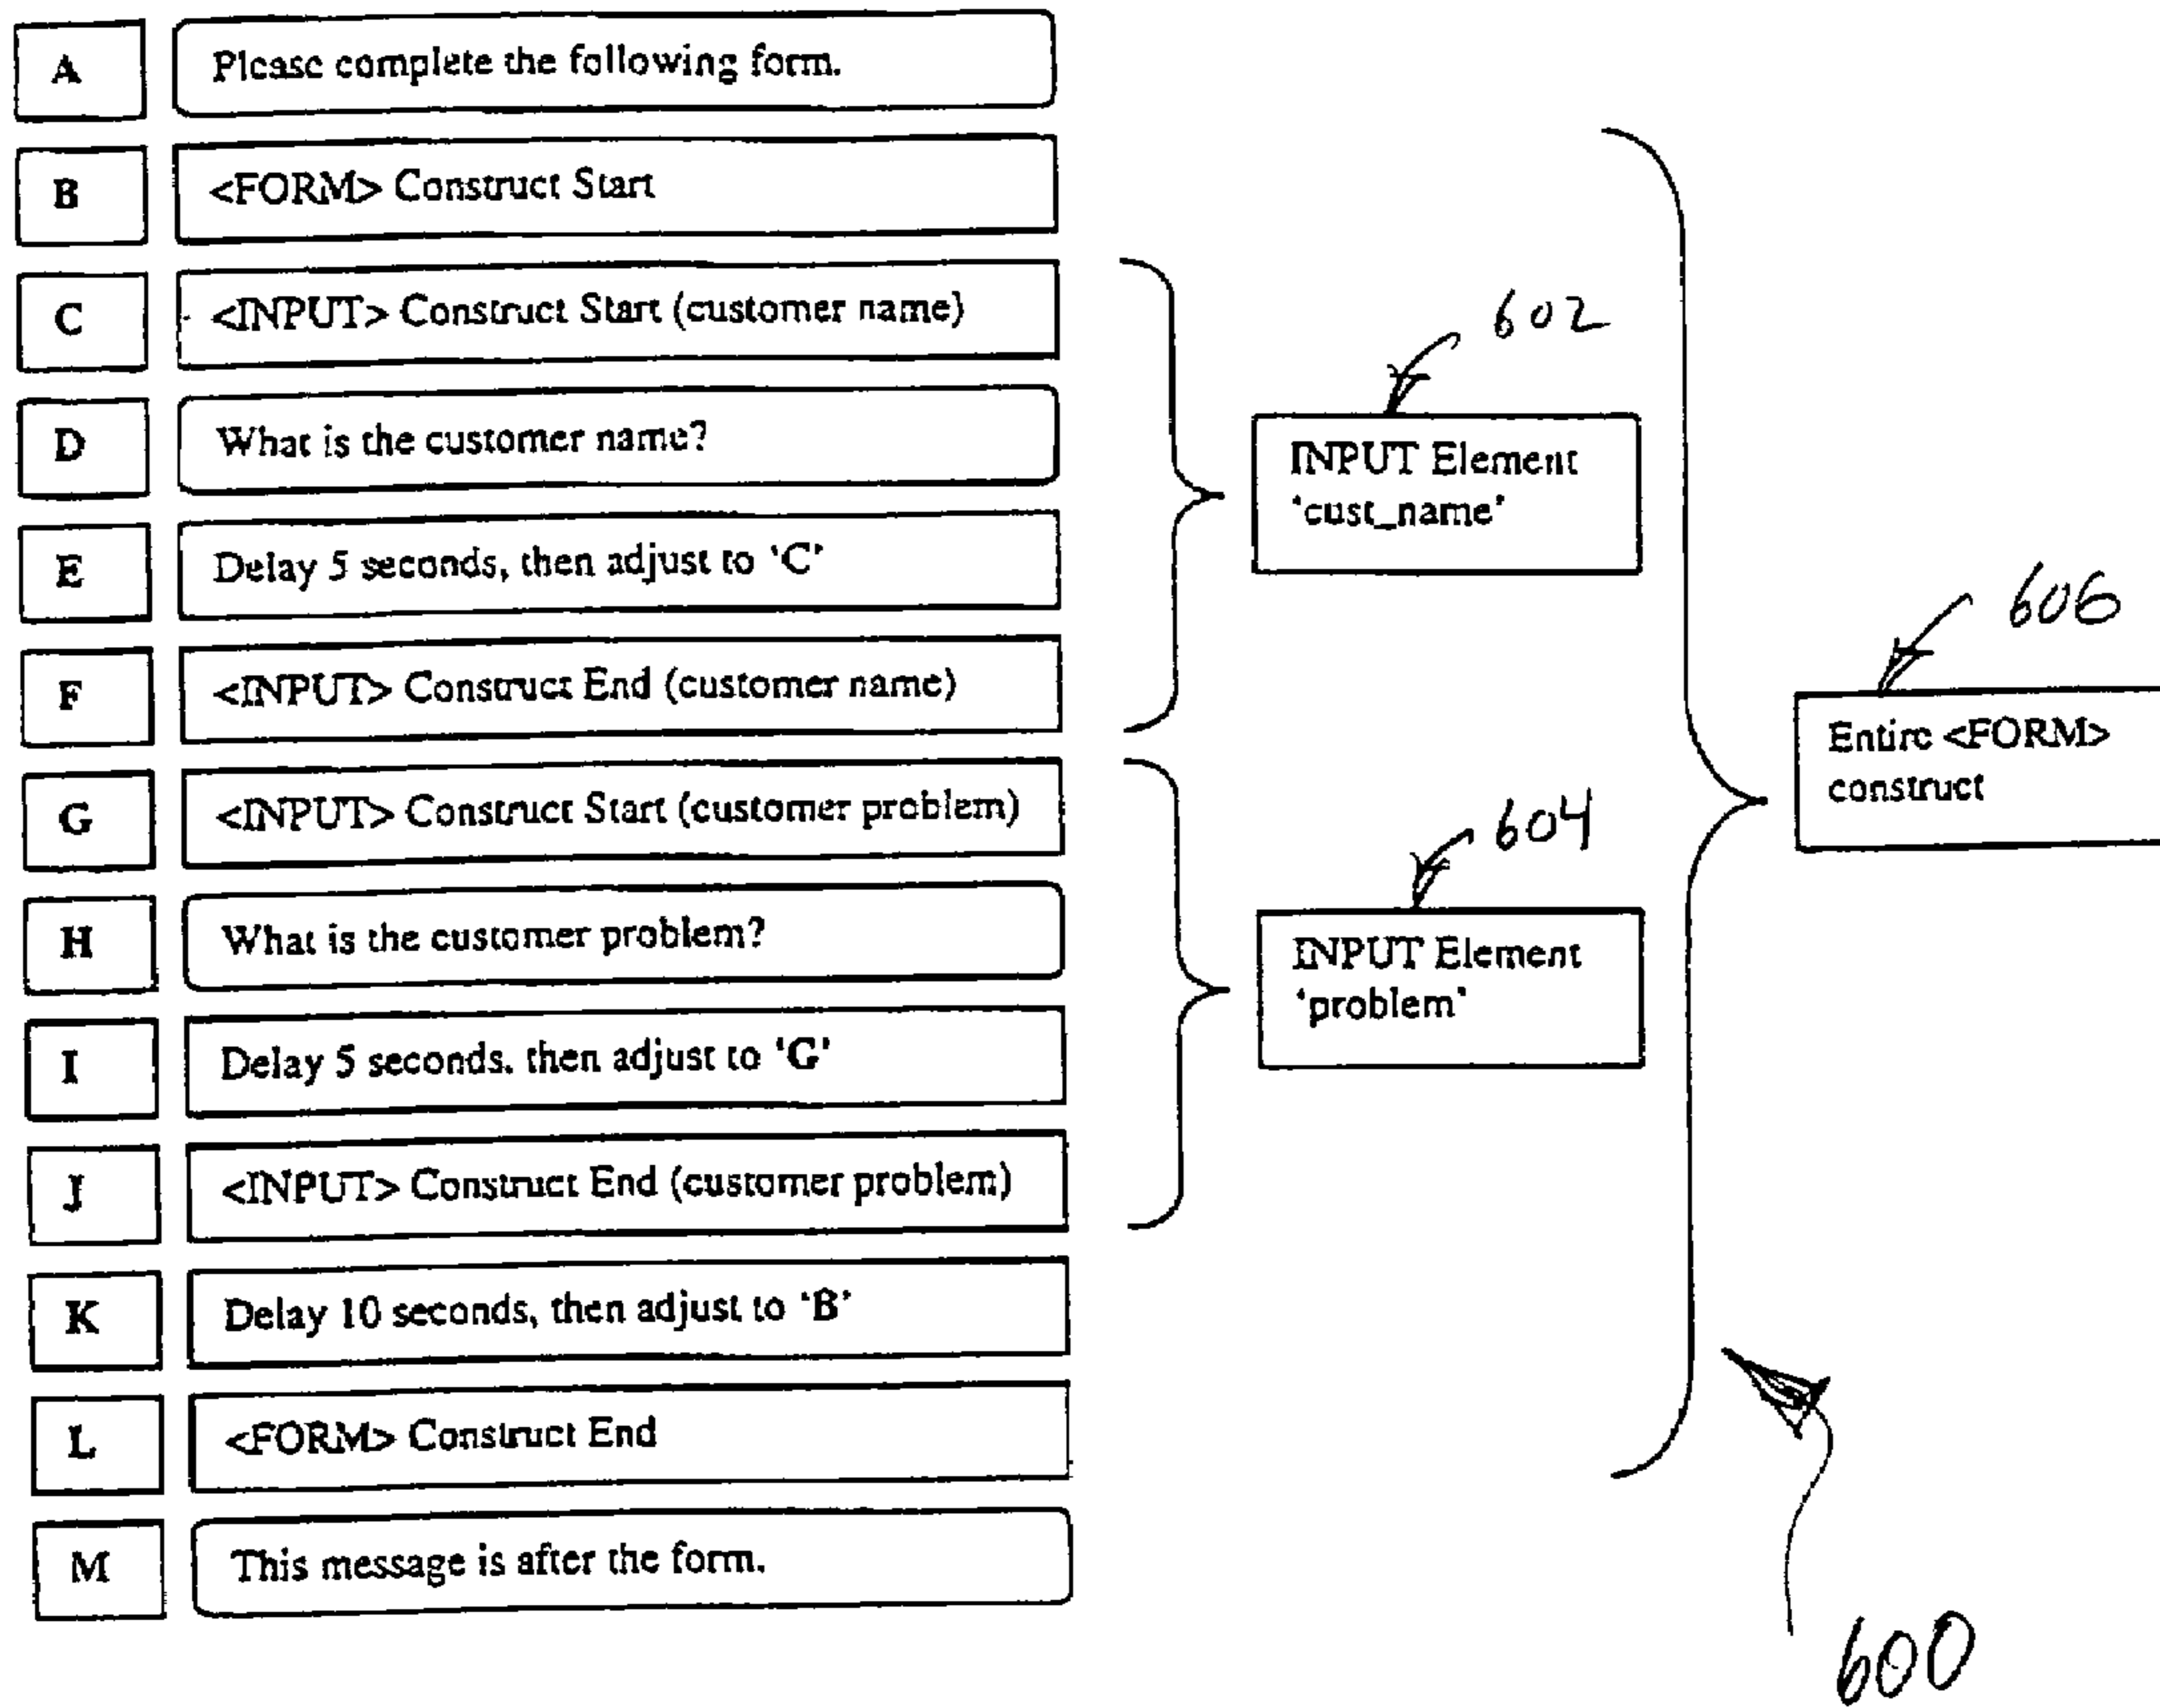 A
Please complete the following form.
B
<FORM> Construct Start
C
<INPUT> Construct Start (customer name)
D
What is the customer name?
E
Delay 5 seconds, then adjust to 'C'
F
<INPUT> Construct End (customer name)
G
<INPUT> Construct Start (customer problem)
H
What is the customer problem?
I
Delay 5 seconds, then adjust to 'G'
J
<INPUT> Construct End (customer problem)
K
Delay 10 seconds, then adjust to 'B'
L
<FORM> Construct End
M
This message is after the form.
602
INPUT Element
'cust_name'
604
INPUT Element
'problem'
606
Entire <FORM>
construct
600